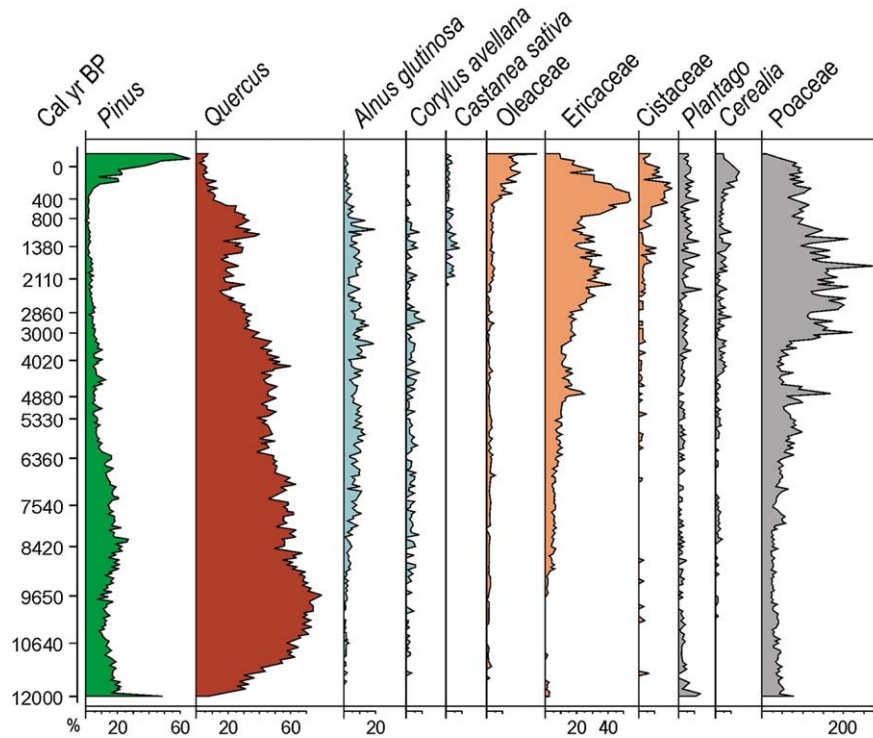 Cal yr BP
Pinus
Quercus
Alnus glutinosa
Corylus avellana
Castanea sativa
Oleaceae
Ericaceae
Cistaceae
Plantago
Cerealia
Poaceae
0
400
800
1380
2110
2860
3000
4020
4880
5330
6360
7540
8420
9650
10640
12000
% 20 60 20 60 20 20 40 200